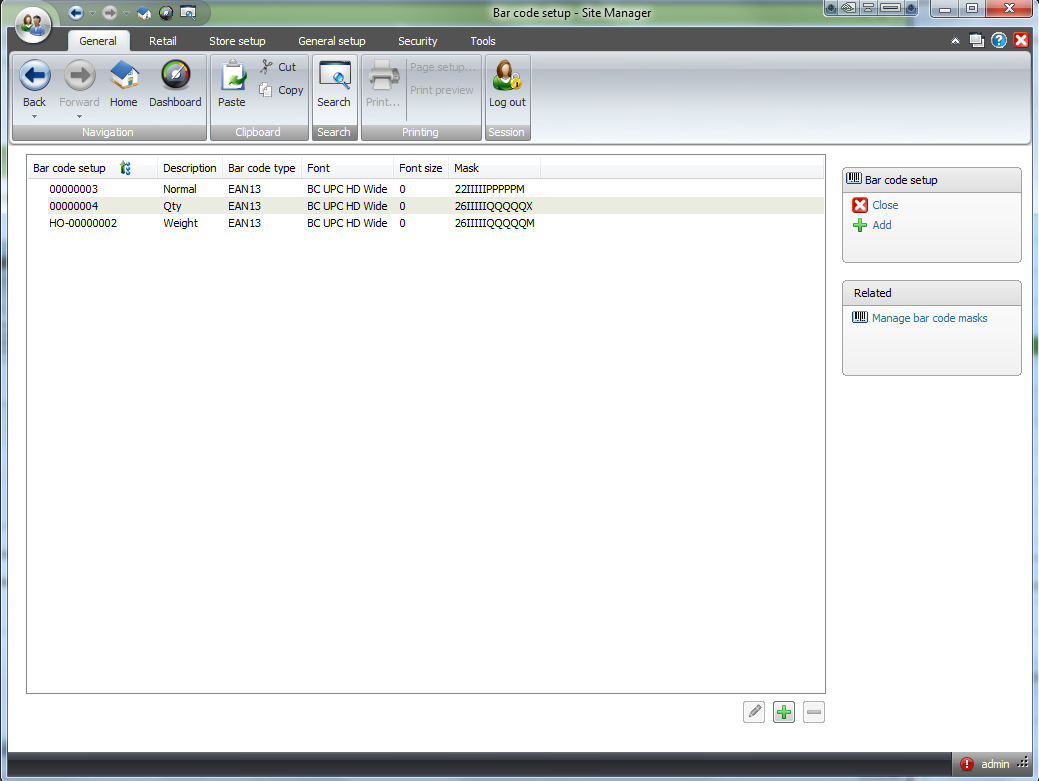 Bar code setup - Site Manager
General Retail Store setup General setup Security Tools
Back Forward Home Dashboard
Navigation
Paste Cut Copy
Clipboard
Search
Search
Print... Page setup... Print preview
Printing
Log out
Session
Bar code setup Description Bar code type Font Font size Mask
00000003 Normal EAN13 BC UPC HD Wide 0 22IIIIIPPPPPM
00000004 Qty EAN13 BC UPC HD Wide 0 26IIIIIQQQQQX
HO-00000002 Weight EAN13 BC UPC HD Wide 0 26IIIIIQQQQQM
Bar code setup
Close
Add
Related
Manage bar code masks
admin